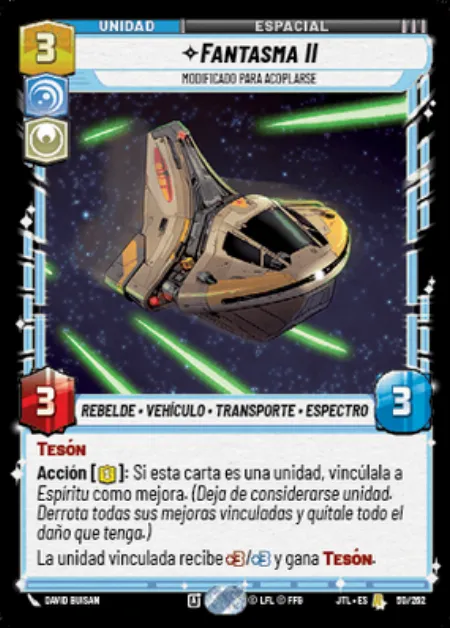 UNIDAD ESPACIAL
3
✧FANTASMA II
MODIFICADO PARA ACOPLARSE
3
REBELDE • VEHÍCULO • TRANSPORTE • ESPECTRO
3
TESÓN
Acción [1]: Si esta carta es una unidad, vincúlala a
Espíritu como mejora. (Deja de considerarse unidad.
Derrota todas sus mejoras vinculadas y quítale todo el
daño que tenga.)
La unidad vinculada recibe +3/+3 y gana TESÓN.
DAVID BUISAN A © LFL © FFG JTL • ES 50/262